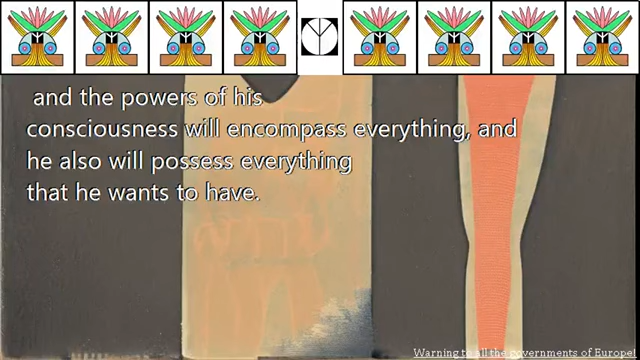 and the powers of his
consciousness will encompass everything, and
he also will possess everything
that he wants to have.
Warning to all the governments of Europe!